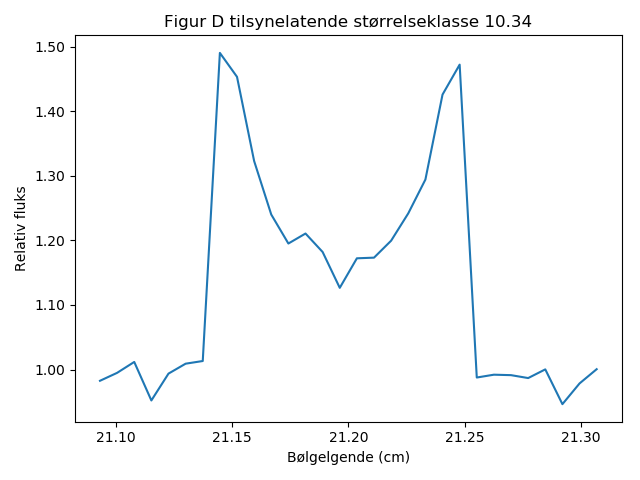 Figur D tilsynelatende størrelseklasse 10.34
1.50
1.40
1.30
1.20
1.10
1.00
Relativ fluks
21.10 21.15 21.20 21.25 21.30
Bølgelgende (cm)